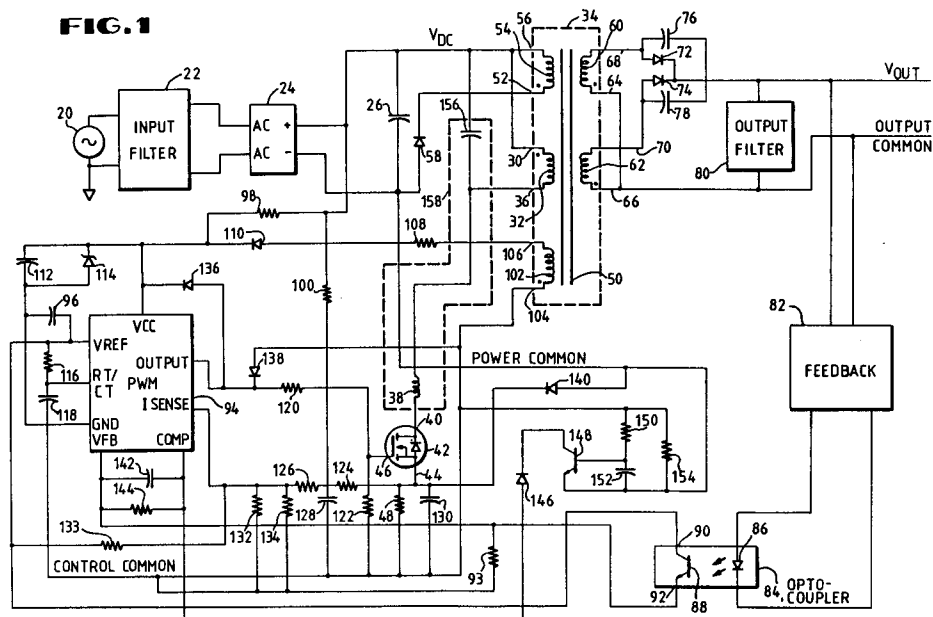 FIG.1
34
76
56
54
VDC
60
72
68
22
24
74
VOUT
52
64
20
INPUT
FILTER
AC +
AC -
26
156
58
78
OUTPUT
FILTER
OUTPUT
COMMON
30
70
80
158
36
62
32
66
98
108
110
106
102
50
112
114
136
100
104
96
82
VCC
VREF
138
POWER COMMON
FEEDBACK
OUTPUT
116
RT/
CT
PWM
140
I SENSE
94
120
38
118
GND
VFB
COMP
40
150
148
42
46
126
124
44
152
154
142
146
144
128
122
48
130
86
133
132
134
90
CONTROL COMMON
93
84,
OPTO-
COUPLER
92
88